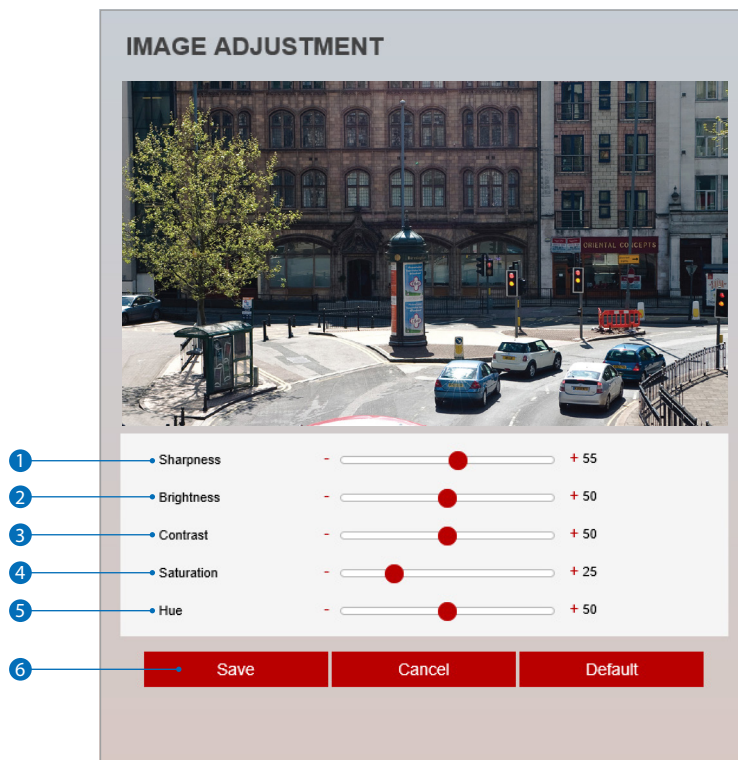 IMAGE ADJUSTMENT
ORIENTAL CONCEPTS
1 Sharpness - + 55
2 Brightness - + 50
3 Contrast - + 50
4 Saturation - + 25
5 Hue - + 50
6 Save Cancel Default